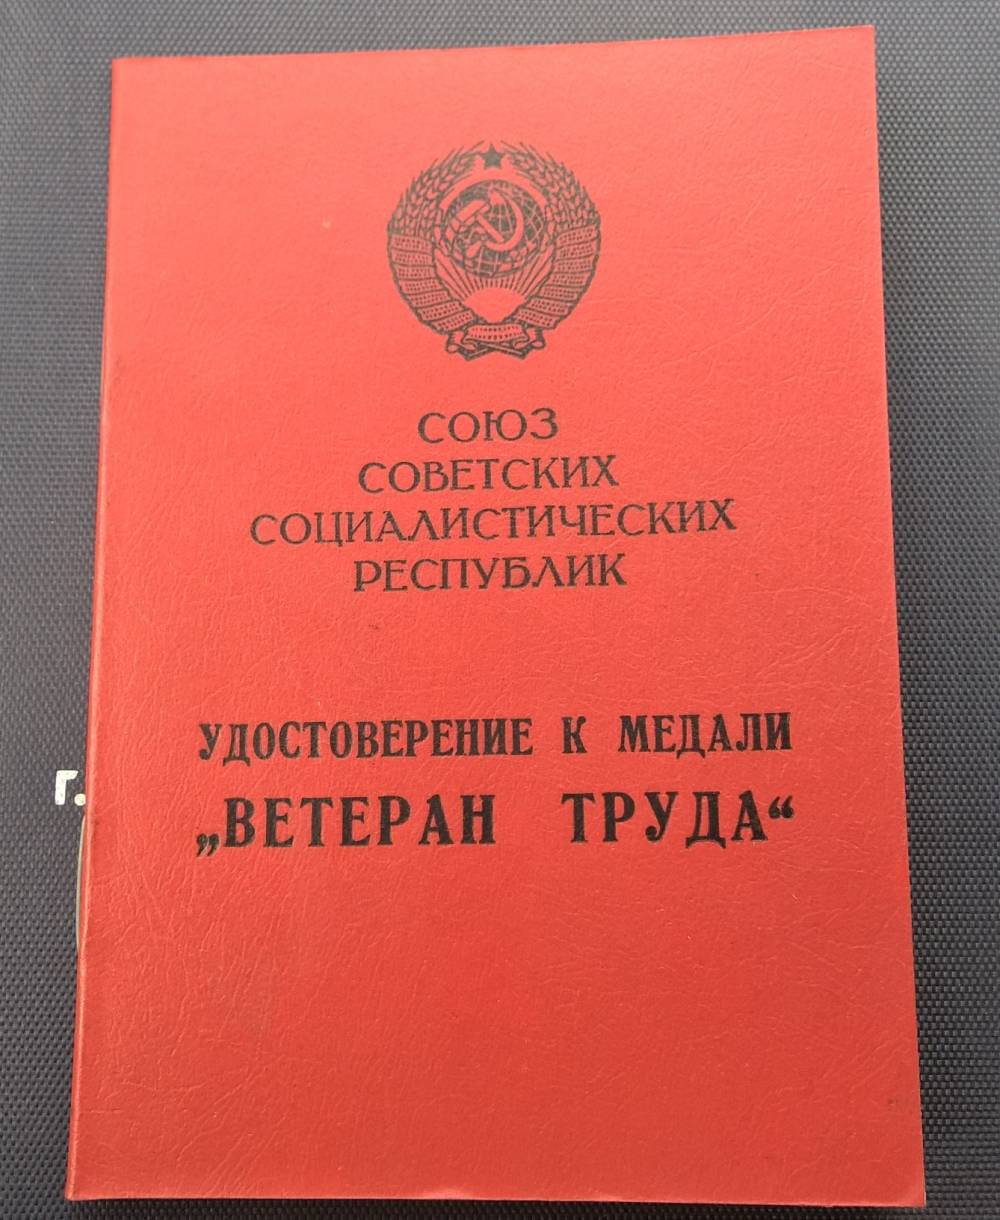 СОЮЗ
СОВЕТСКИХ
СОЦИАЛИСТИЧЕСКИХ
РЕСПУБЛИК
УДОСТОВЕРЕНИЕ К МЕДАЛИ
г.
„ВЕТЕРАН ТРУДА“